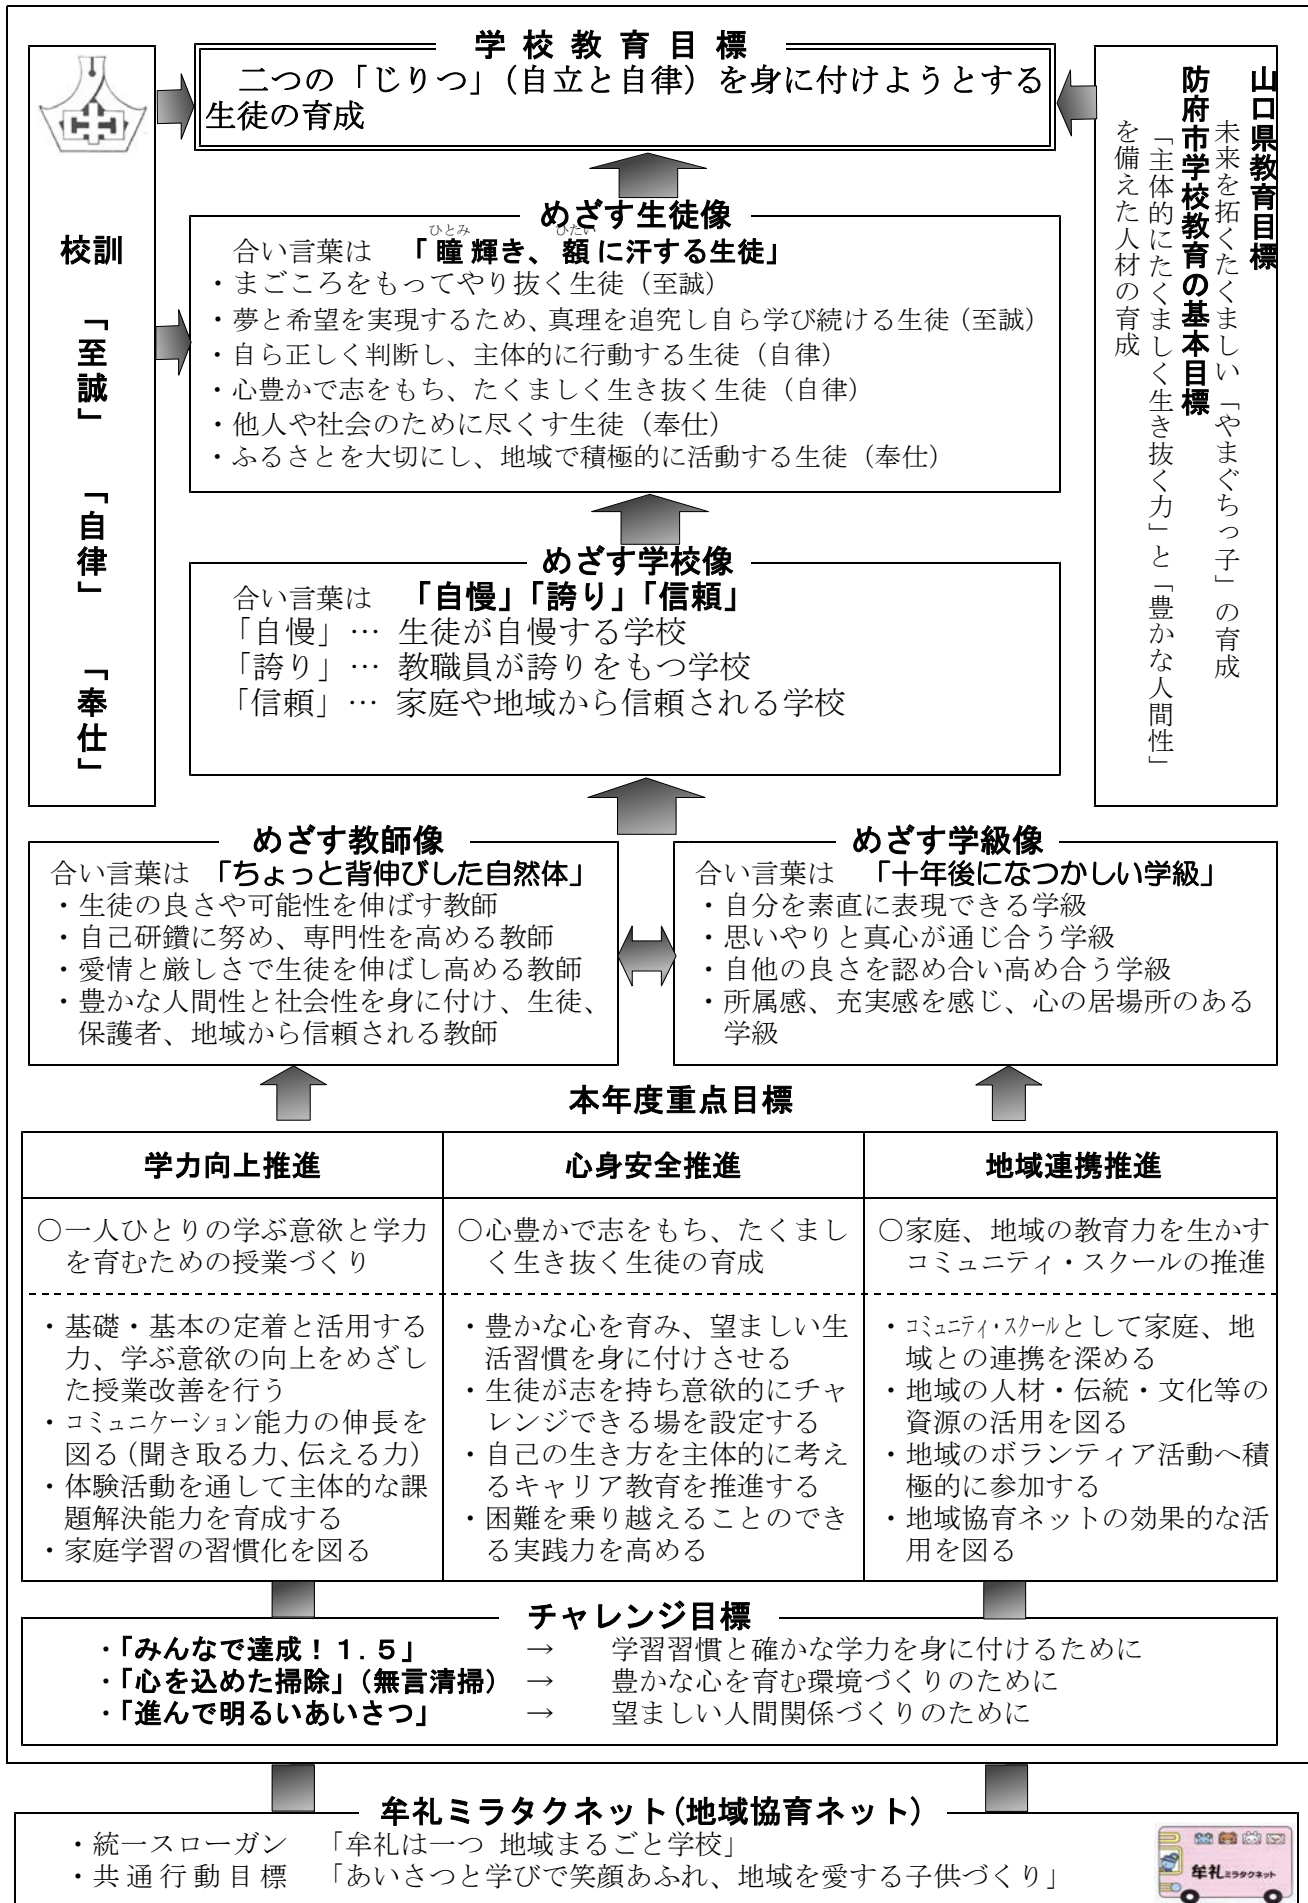 学校教育目標
二つの「じりつ」（自立と自律）を身に付けようとする
生徒の育成
校訓
「至誠」
「自律」
「奉仕」
山口県教育目標
未来を拓くたくましい「やまぐちっ子」の育成
防府市学校教育の基本目標
「主体的にたくましく生き抜く力」と「豊かな人間性」
を備えた人材の育成
めざす生徒像
ひとみ ひたい
合い言葉は 「瞳輝き、額に汗する生徒」
・まごころをもってやり抜く生徒（至誠）
・夢と希望を実現するため、真理を追究し自ら学び続ける生徒（至誠）
・自ら正しく判断し、主体的に行動する生徒（自律）
・心豊かで志をもち、たくましく生き抜く生徒（自律）
・他人や社会のために尽くす生徒（奉仕）
・ふるさとを大切にし、地域で積極的に活動する生徒（奉仕）
めざす学校像
合い言葉は 「自慢」「誇り」「信頼」
「自慢」… 生徒が自慢する学校
「誇り」… 教職員が誇りをもつ学校
「信頼」… 家庭や地域から信頼される学校
めざす教師像
合い言葉は 「ちょっと背伸びした自然体」
・生徒の良さや可能性を伸ばす教師
・自己研鑽に努め、専門性を高める教師
・愛情と厳しさで生徒を伸ばし高める教師
・豊かな人間性と社会性を身に付け、生徒、
保護者、地域から信頼される教師
めざす学級像
合い言葉は 「十年後になつかしい学級」
・自分を素直に表現できる学級
・思いやりと真心が通じ合う学級
・自他の良さを認め合い高め合う学級
・所属感、充実感を感じ、心の居場所のある
学級
本年度重点目標
学力向上推進
○一人ひとりの学ぶ意欲と学力
を育むための授業づくり
・基礎・基本の定着と活用する
力、学ぶ意欲の向上をめざし
た授業改善を行う
・コミュニケーション能力の伸長を
図る（聞き取る力、伝える力）
・体験活動を通して主体的な課
題解決能力を育成する
・家庭学習の習慣化を図る
心身安全推進
○心豊かで志をもち、たくまし
く生き抜く生徒の育成
・豊かな心を育み、望ましい生
活習慣を身に付けさせる
・生徒が志を持ち意欲的にチャ
レンジできる場を設定する
・自己の生き方を主体的に考え
るキャリア教育を推進する
・困難を乗り越えることのでき
る実践力を高める
地域連携推進
○家庭、地域の教育力を生かす
コミュニティ・スクールの推進
・コミュニティ・スクールとして家庭、地
域との連携を深める
・地域の人材・伝統・文化等の
資源の活用を図る
・地域のボランティア活動へ積
極的に参加する
・地域協育ネットの効果的な活
用を図る
チャレンジ目標
・「みんなで達成！１．５」 → 学習習慣と確かな学力を身に付けるために
・「心を込めた掃除」（無言清掃） → 豊かな心を育む環境づくりのために
・「進んで明るいあいさつ」 → 望ましい人間関係づくりのために
牟礼ミラタクネット（地域協育ネット）
・統一スローガン 「牟礼は一つ 地域まるごと学校」
・共通行動目標 「あいさつと学びで笑顔あふれ、地域を愛する子供づくり」
牟礼ミラタクネット